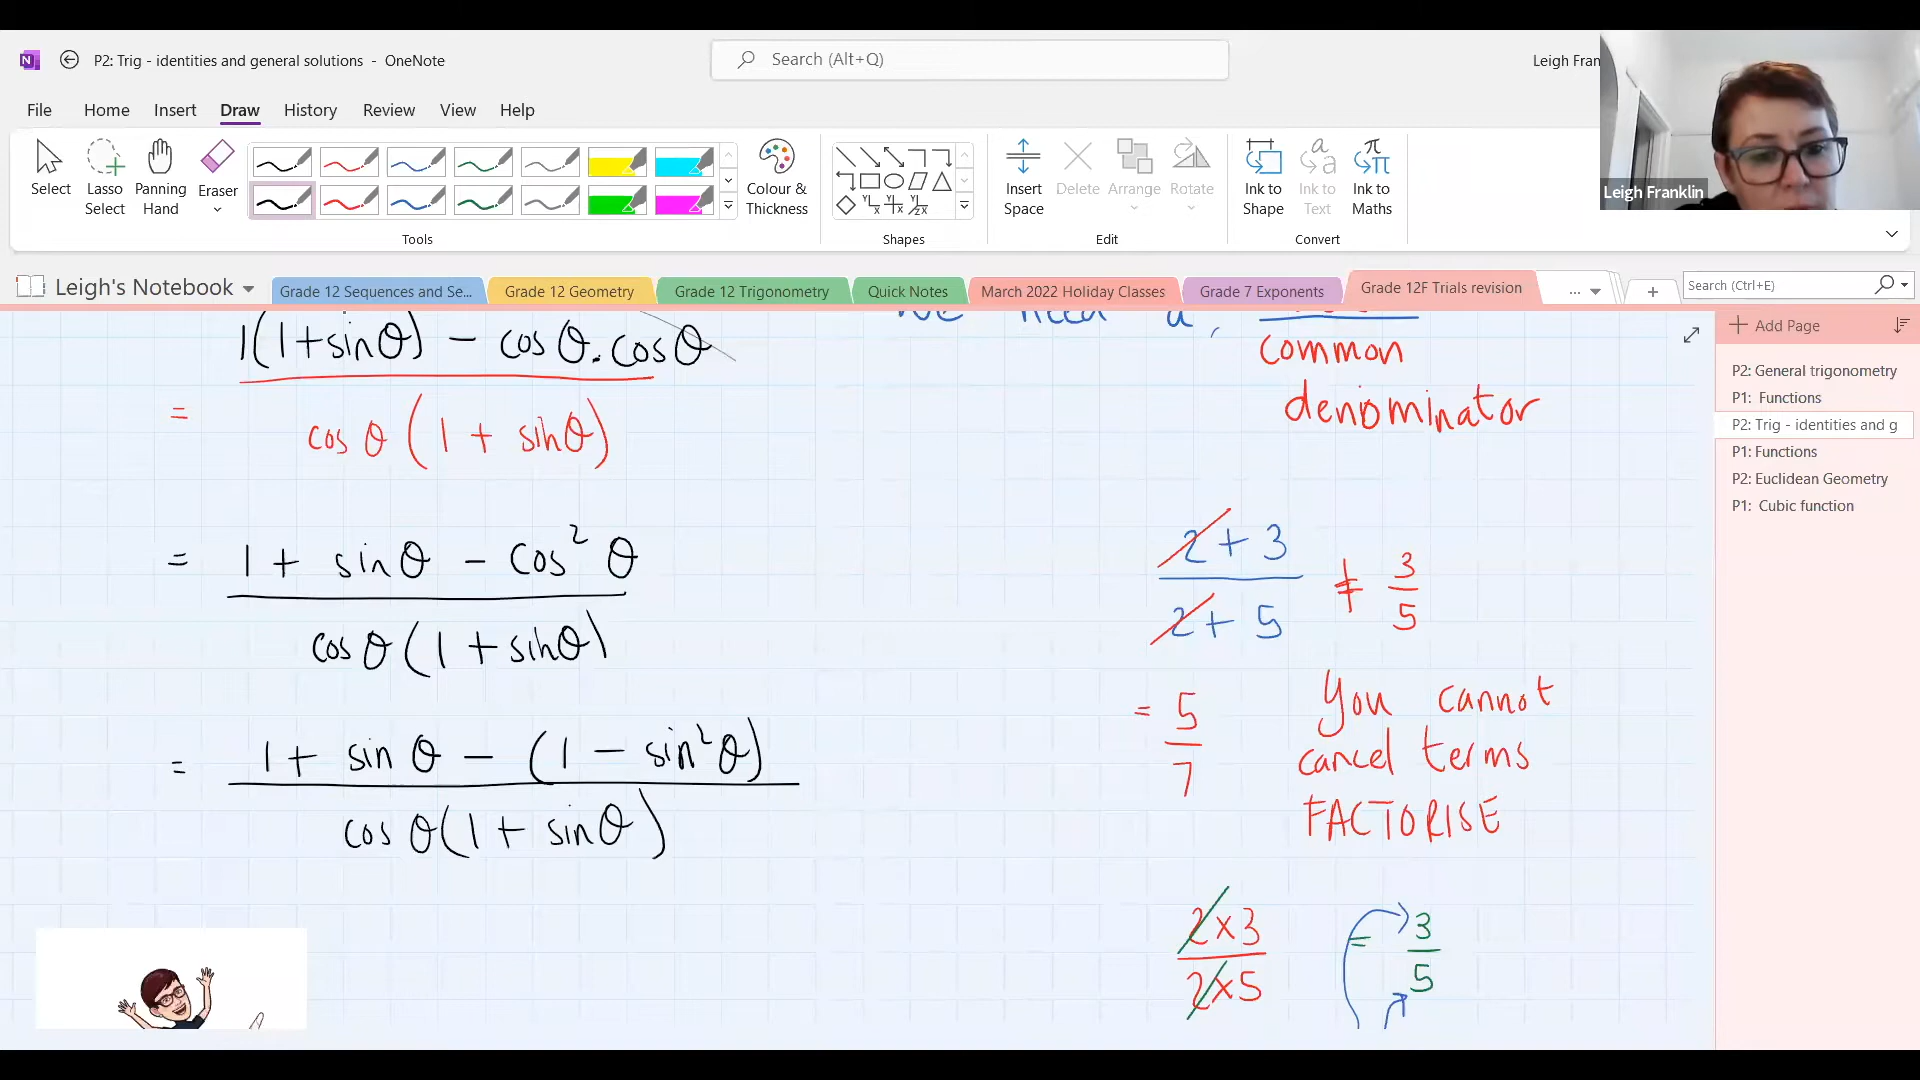 P2: Trig - identities and general solutions - OneNote
Search (Alt+Q)
Leigh Fran
File Home Insert Draw History Review View Help
Select
Lasso Select
Panning Hand
Eraser
Colour & Thickness
Insert Space
Delete
Arrange
Rotate
Ink to Shape
Ink to Text
Ink to Maths
Tools
Shapes
Edit
Convert
Leigh Franklin
Leigh's Notebook
Grade 12 Sequences and Se...
Grade 12 Geometry
Grade 12 Trigonometry
Quick Notes
March 2022 Holiday Classes
Grade 7 Exponents
Grade 12F Trials revision
...
Search (Ctrl+E)
Add Page
P2: General trigonometry
P1: Functions
P2: Trig - identities and g
P1: Functions
P2: Euclidean Geometry
P1: Cubic function
1(1+sinθ) - cosθ.cosθ
=
cosθ(1 + sinθ)
= 1 + sinθ - cos²θ
cosθ(1 + sinθ)
= 1 + sinθ - (1 - sin²θ)
cosθ(1 + sinθ)
we need a
common
denominator
2 + 3
2 + 5
≠ 3
5
= 5
7
You cannot
cancel terms
FACTORISE
2 × 3
2 × 5
= 3
5